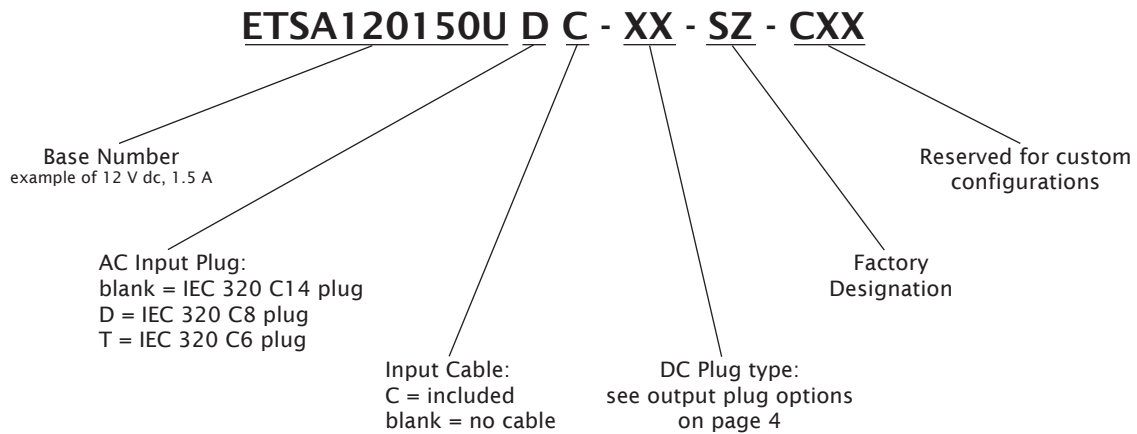 ETSA120150U D C - XX - SZ - CXX
Base Number
example of 12 V dc, 1.5 A
AC Input Plug:
blank = IEC 320 C14 plug
D = IEC 320 C8 plug
T = IEC 320 C6 plug
Input Cable:
C = included
blank = no cable
DC Plug type:
see output plug options
on page 4
Factory
Designation
Reserved for custom
configurations